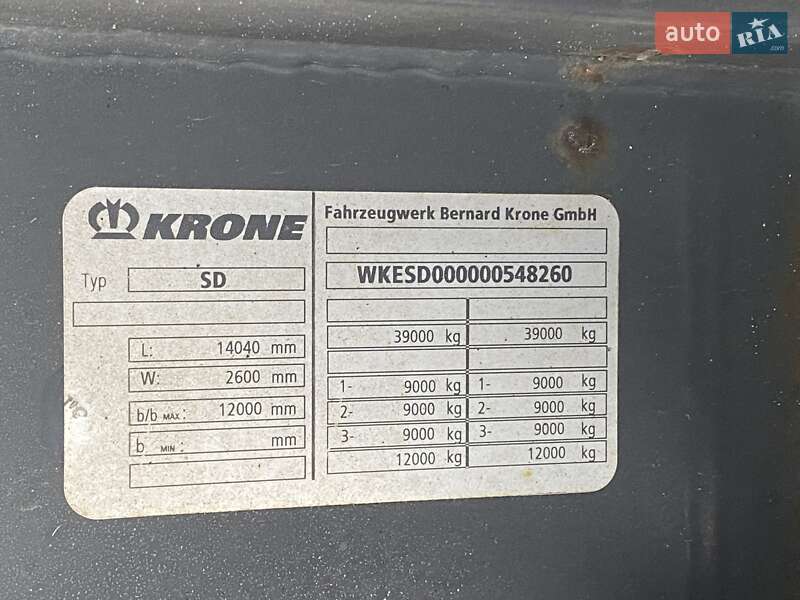 auto RIA.com
KRONE
Typ SD
L: 14040 mm
W: 2600 mm
b/b MAX: 12000 mm
b MIN: mm
Fahrzeugwerk Bernard Krone GmbH
WKESD000000548260
39000 kg 39000 kg
1- 9000 kg 1- 9000 kg
2- 9000 kg 2- 9000 kg
3- 9000 kg 3- 9000 kg
12000 kg 12000 kg